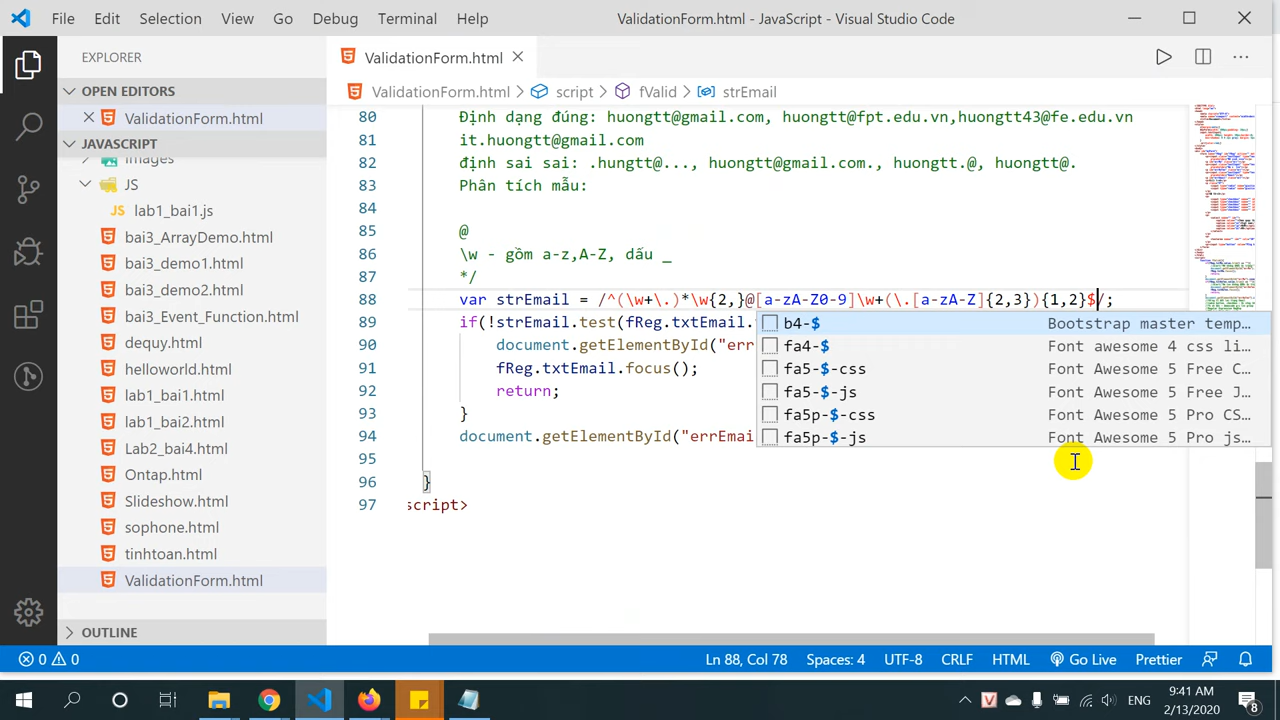 File Edit Selection View Go Debug Terminal Help ValidationForm.html - JavaScript - Visual Studio Code
EXPLORER
OPEN EDITORS
ValidationForm.html
JAVASCRIPT
images
JS
lab1_bai1.js
bai3_ArrayDemo.html
bai3_demo1.html
bai3_demo2.html
bai3_Event_Function.html
dequy.html
helloworld.html
lab1_bai1.html
lab1_bai2.html
Lab2_bai4.html
Ontap.html
Slideshow.html
sophone.html
tinhtoan.html
ValidationForm.html
OUTLINE
ValidationForm.html
ValidationForm.html > script > fValid > strEmail
80 Định dạng đúng: huongtt@gmail.com, huongtt@fpt.edu.vn,huongtt43@fe.edu.vn
81 it.huongtt@gmail.com
82 định sai sai: .hungtt@..., huongtt@gmail.com., huongtt@, huongtt@.
83 Phân tích mẫu:
84
85 @
86 \w - gồm a-z,A-Z, dấu _
87 */
88 var strEmail = /^(\w+\.)*\w{2,}@[a-zA-Z0-9]\w+(\.[a-zA-Z]{2,3}){1,2}$/;
89 if(!strEmail.test(fReg.txtEmail.
90 document.getElementById("err
91 fReg.txtEmail.focus();
92 return;
93 }
94 document.getElementById("errEmai
95
96 }
97 script>
b4-$ Bootstrap master temp...
fa4-$ Font awesome 4 css li...
fa5-$-css Font Awesome 5 Free C...
fa5-$-js Font Awesome 5 Free J...
fa5p-$-css Font Awesome 5 Pro CS...
fa5p-$-js Font Awesome 5 Pro js...
0 0 Ln 88, Col 78 Spaces: 4 UTF-8 CRLF HTML Go Live Prettier
ENG 9:41 AM
2/13/2020 8